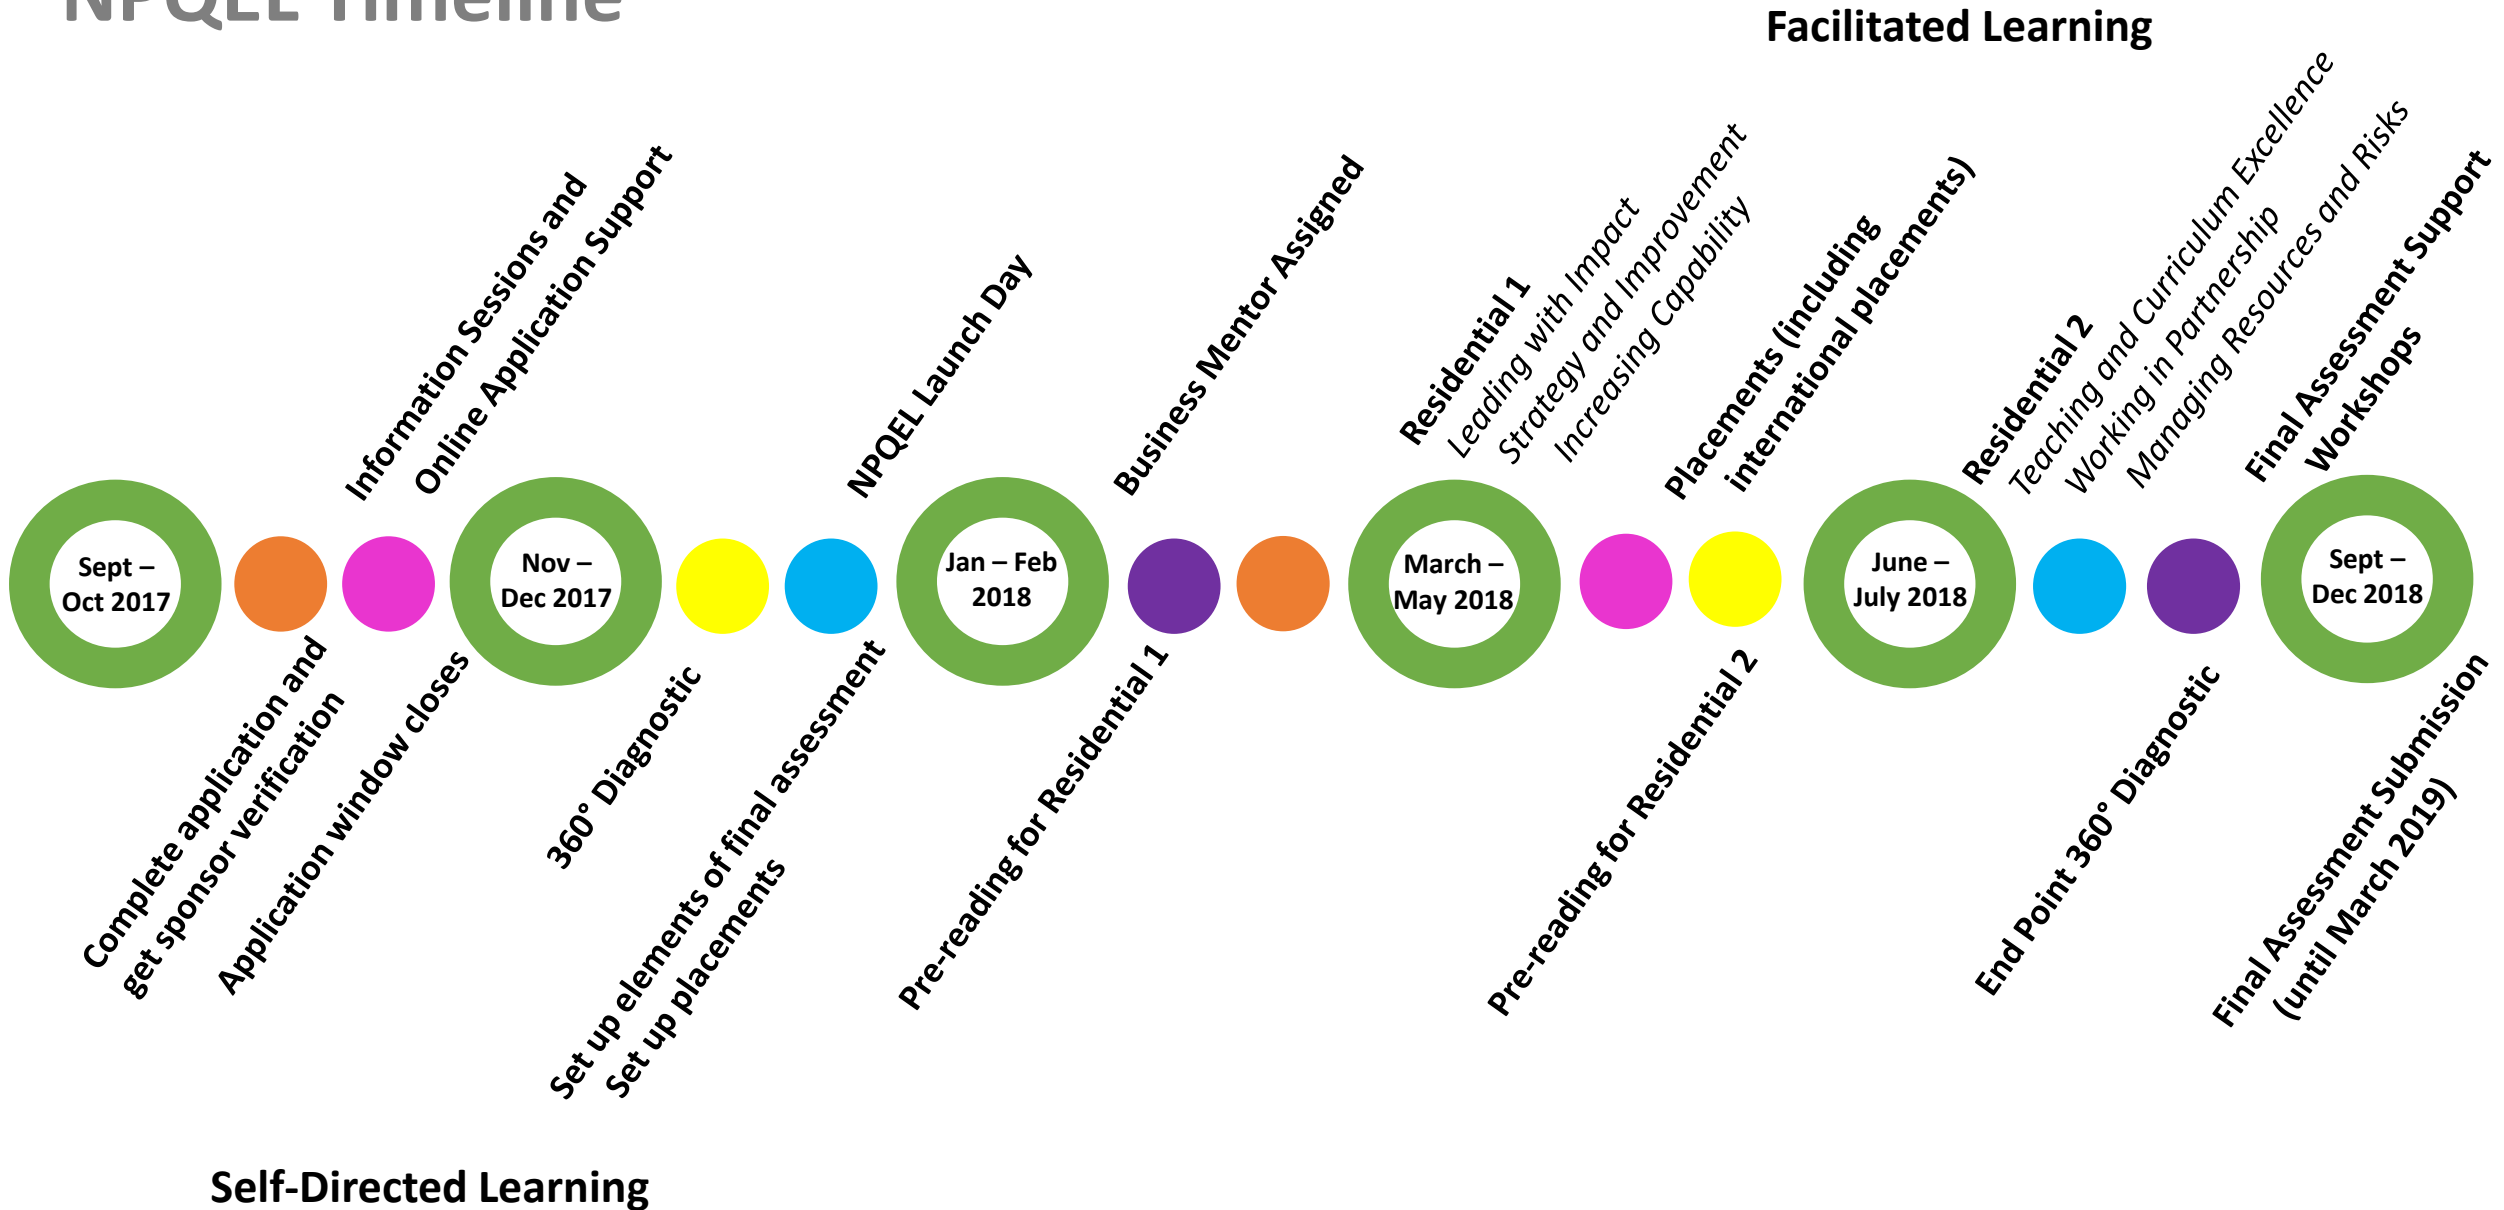 NPQEL Timeline
Facilitated Learning
Information Sessions and
Online Application Support
NPQEL Launch Day
Business Mentor Assigned
Residential 1
Leading with Impact
Strategy and Improvement
Increasing Capability
Placements (including
international placements)
Residential 2
Teaching and Curriculum Excellence
Working in Partnership
Managing Resources and Risks
Final Assessment Support
Workshops
Sept –
Oct 2017
Nov –
Dec 2017
Jan – Feb
2018
March –
May 2018
June –
July 2018
Sept –
Dec 2018
Complete application and
get sponsor verification
Application window closes
360° Diagnostic
Set up elements of final assessment
Set up placements
Pre-reading for Residential 1
Pre-reading for Residential 2
End Point 360° Diagnostic
Final Assessment Submission
(until March 2019))
Self-Directed Learning